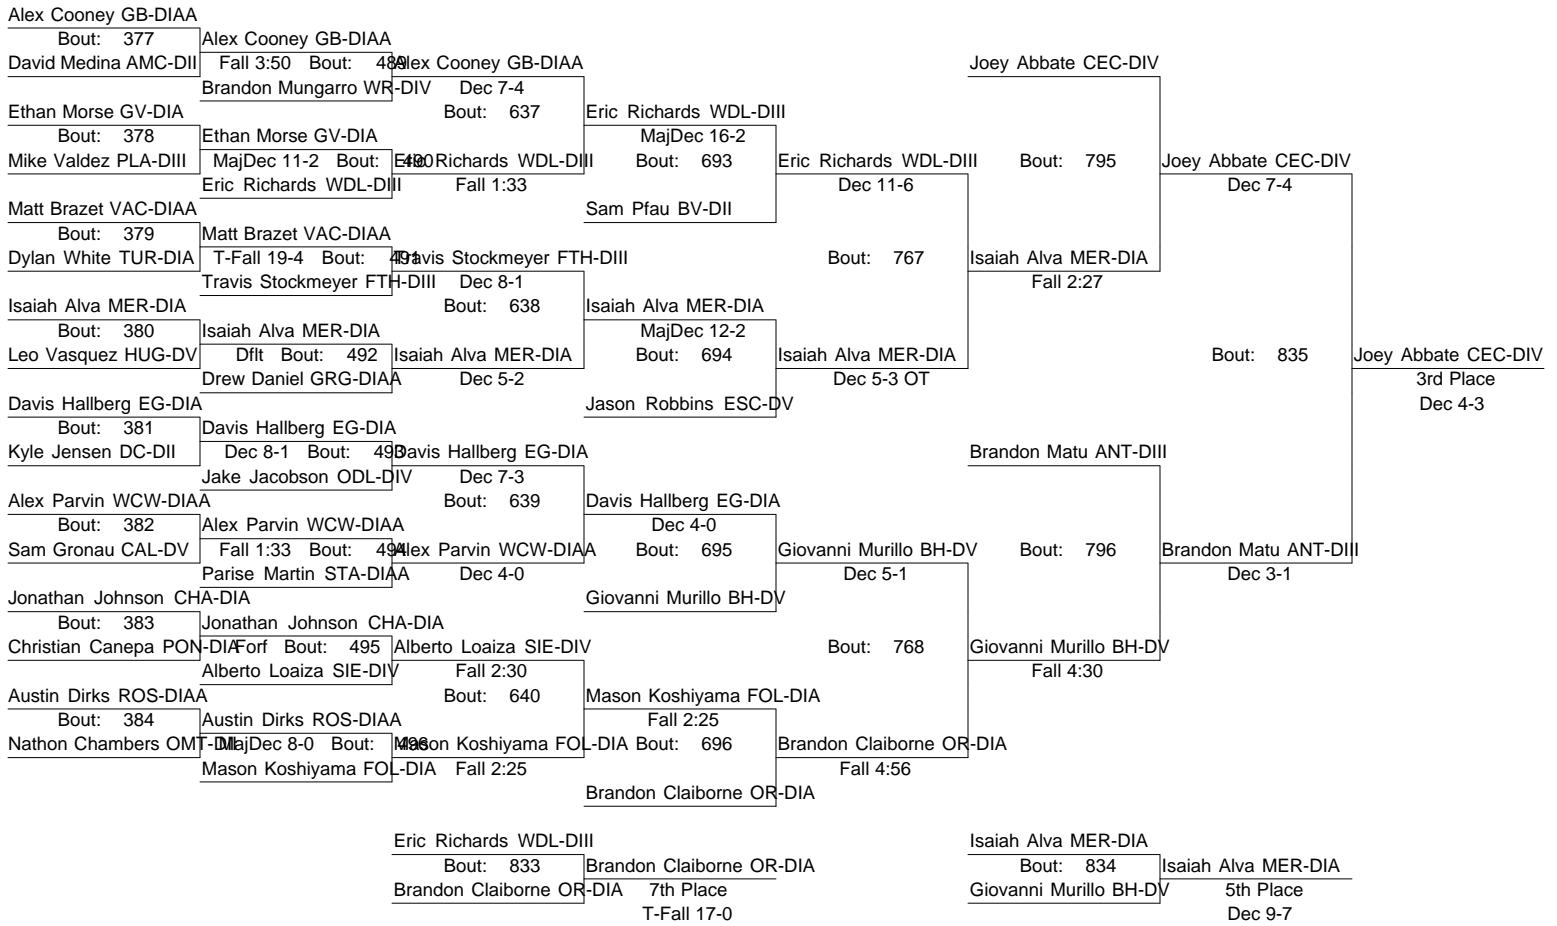 Alex Cooney GB-DIAA
Bout: 377
David Medina AMC-DII
Ethan Morse GV-DIA
Bout: 378
Mike Valdez PLA-DIII
Matt Brazet VAC-DIAA
Bout: 379
Dylan White TUR-DIA
Isaiah Alva MER-DIA
Bout: 380
Leo Vasquez HUG-DV
Davis Hallberg EG-DIA
Bout: 381
Kyle Jensen DC-DII
Alex Parvin WCW-DIAA
Bout: 382
Sam Gronau CAL-DV
Jonathan Johnson CHA-DIA
Bout: 383
Christian Canepa PON-DIA
Austin Dirks ROS-DIAA
Bout: 384
Nathon Chambers
Alex Cooney GB-DIAA
Fall 3:50 Bout: 489
Brandon Mungarro WR-DIV
Ethan Morse GV-DIA
MajDec 11-2 Bout: 490
Eric Richards WDL-DIII
Matt Brazet VAC-DIAA
T-Fall 19-4 Bout: 491
Travis Stockmeyer FTH-DIII
Isaiah Alva MER-DIA
Dflt Bout: 492
Drew Daniel GRG-DIAA
Davis Hallberg EG-DIA
Dec 8-1 Bout: 493
Jake Jacobson ODL-DIV
Alex Parvin WCW-DIAA
Fall 1:33 Bout: 494
Parise Martin STA-DIAA
Jonathan Johnson CHA-DIA
Forf Bout: 495
Alberto Loaiza SIE-DIV
Austin Dirks ROS-DIAA
MajDec 8-0 Bout: 496
Mason Koshiyama FOL-DIA
Alex Cooney GB-DIAA
Dec 7-4
Bout: 637
Eric Richards WDL-DIII
Fall 1:33
Travis Stockmeyer FTH-DIII
Dec 8-1
Bout: 638
Isaiah Alva MER-DIA
Dec 5-2
Davis Hallberg EG-DIA
Dec 7-3
Bout: 639
Alex Parvin WCW-DIAA
Dec 4-0
Alberto Loaiza SIE-DIV
Fall 2:30
Bout: 640
Mason Koshiyama FOL-DIA
Fall 2:25
Eric Richards WDL-DIII
MajDec 16-2
Bout: 693
Sam Pfau BV-DII
Isaiah Alva MER-DIA
MajDec 12-2
Bout: 694
Jason Robbins ESC-DV
Davis Hallberg EG-DIA
Dec 4-0
Bout: 695
Giovanni Murillo BH-DV
Mason Koshiyama FOL-DIA
Fall 2:25
Bout: 696
Brandon Claiborne OR-DIA
Eric Richards WDL-DIII
Dec 11-6
Bout: 767
Isaiah Alva MER-DIA
Dec 5-3 OT
Giovanni Murillo BH-DV
Dec 5-1
Bout: 768
Brandon Claiborne OR-DIA
Fall 4:56
Joey Abbate CEC-DIV
Bout: 795
Isaiah Alva MER-DIA
Fall 2:27
Brandon Matu ANT-DIII
Bout: 796
Giovanni Murillo BH-DV
Fall 4:30
Joey Abbate CEC-DIV
Dec 7-4
Bout: 835
Brandon Matu ANT-DIII
Dec 3-1
Joey Abbate CEC-DIV
3rd Place
Dec 4-3
Eric Richards WDL-DIII
Bout: 833
Brandon Claiborne OR-DIA
Brandon Claiborne OR-DIA
7th Place
T-Fall 17-0
Isaiah Alva MER-DIA
Bout: 834
Giovanni Murillo BH-DV
Isaiah Alva MER-DIA
5th Place
Dec 9-7